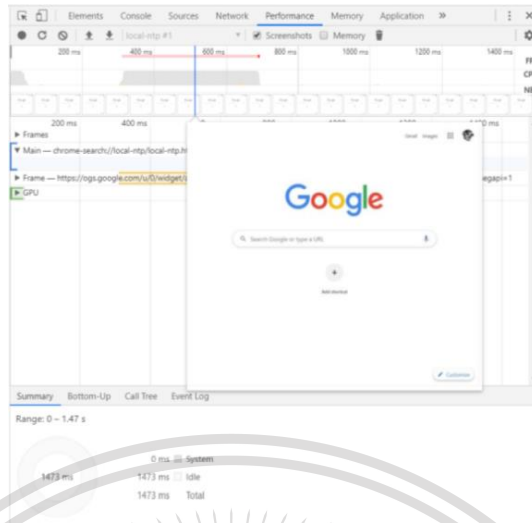 Elements Console Sources Network Performance Memory Application »
local-ntp #1 Screenshots Memory
200 ms 400 ms 600 ms 800 ms 1000 ms 1200 ms 1400 ms
200 ms 400 ms
Frames
Main — chrome-search://local-ntp/local-ntp.h
Frame — https://ogs.google.com/u/0/widget/
egapi=1
GPU
Gmail Images
Google
Search Google or type a URL
Add shortcut
Customize
Summary Bottom-Up Call Tree Event Log
Range: 0 – 1.47 s
0 ms System
1473 ms 1473 ms Idle
1473 ms Total